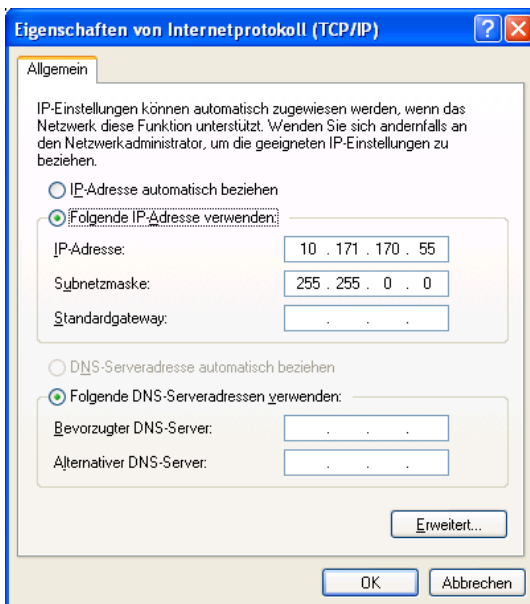 Eigenschaften von Internetprotokoll (TCP/IP)
Allgemein
IP-Einstellungen können automatisch zugewiesen werden, wenn das
Netzwerk diese Funktion unterstützt. Wenden Sie sich andernfalls an
den Netzwerkadministrator, um die geeigneten IP-Einstellungen zu
beziehen.
IP-Adresse automatisch beziehen
Folgende IP-Adresse verwenden:
IP-Adresse: 10 . 171 . 170 . 55
Subnetzmaske: 255 . 255 . 0 . 0
Standardgateway: . . .
DNS-Serveradresse automatisch beziehen
Folgende DNS-Serveradressen verwenden:
Bevorzugter DNS-Server: . . .
Alternativer DNS-Server: . . .
Erweitert...
OK Abbrechen